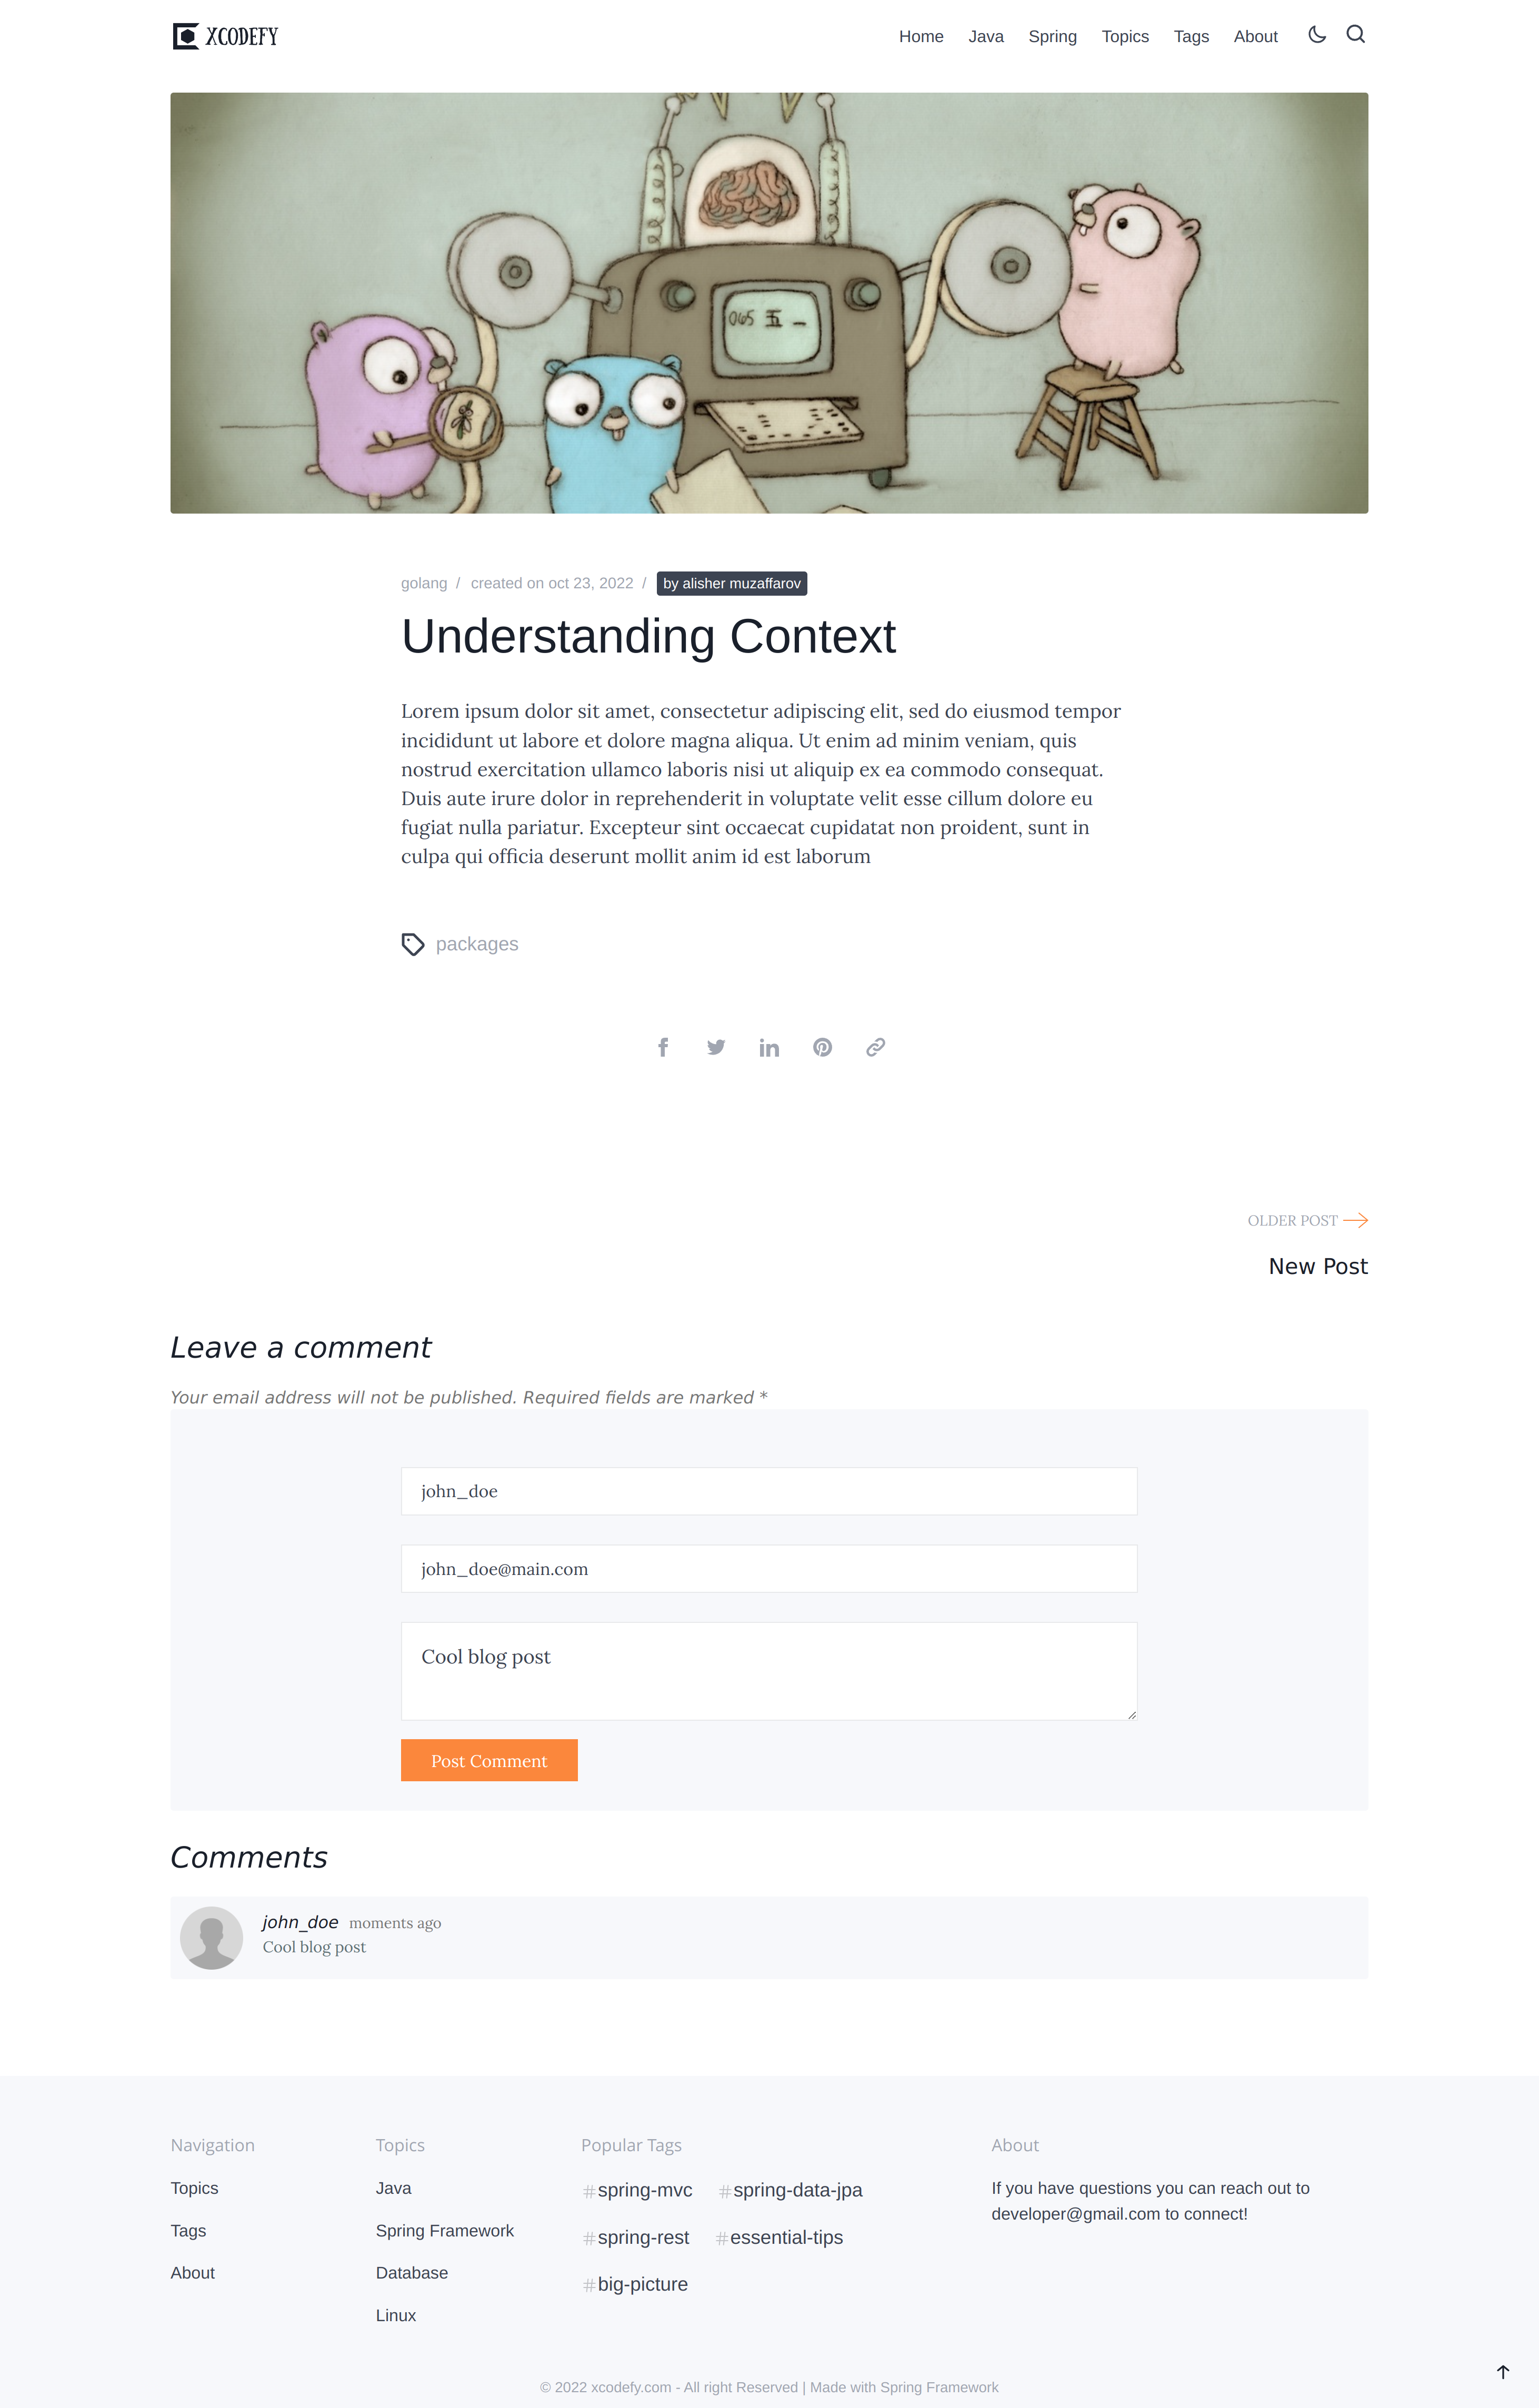 XCODEFY
Home Java Spring Topics Tags About
065 五 一
golang / created on oct 23, 2022 / by alisher muzaffarov
Understanding Context
Lorem ipsum dolor sit amet, consectetur adipiscing elit, sed do eiusmod tempor
incididunt ut labore et dolore magna aliqua. Ut enim ad minim veniam, quis
nostrud exercitation ullamco laboris nisi ut aliquip ex ea commodo consequat.
Duis aute irure dolor in reprehenderit in voluptate velit esse cillum dolore eu
fugiat nulla pariatur. Excepteur sint occaecat cupidatat non proident, sunt in
culpa qui officia deserunt mollit anim id est laborum
packages
OLDER POST
New Post
Leave a comment
Your email address will not be published. Required fields are marked *
john_doe
john_doe@main.com
Cool blog post
Post Comment
Comments
john_doe moments ago
Cool blog post
Navigation
Topics
Tags
About
Topics
Java
Spring Framework
Database
Linux
Popular Tags
#spring-mvc #spring-data-jpa
#spring-rest #essential-tips
#big-picture
About
If you have questions you can reach out to
developer@gmail.com to connect!
© 2022 xcodefy.com - All right Reserved | Made with Spring Framework